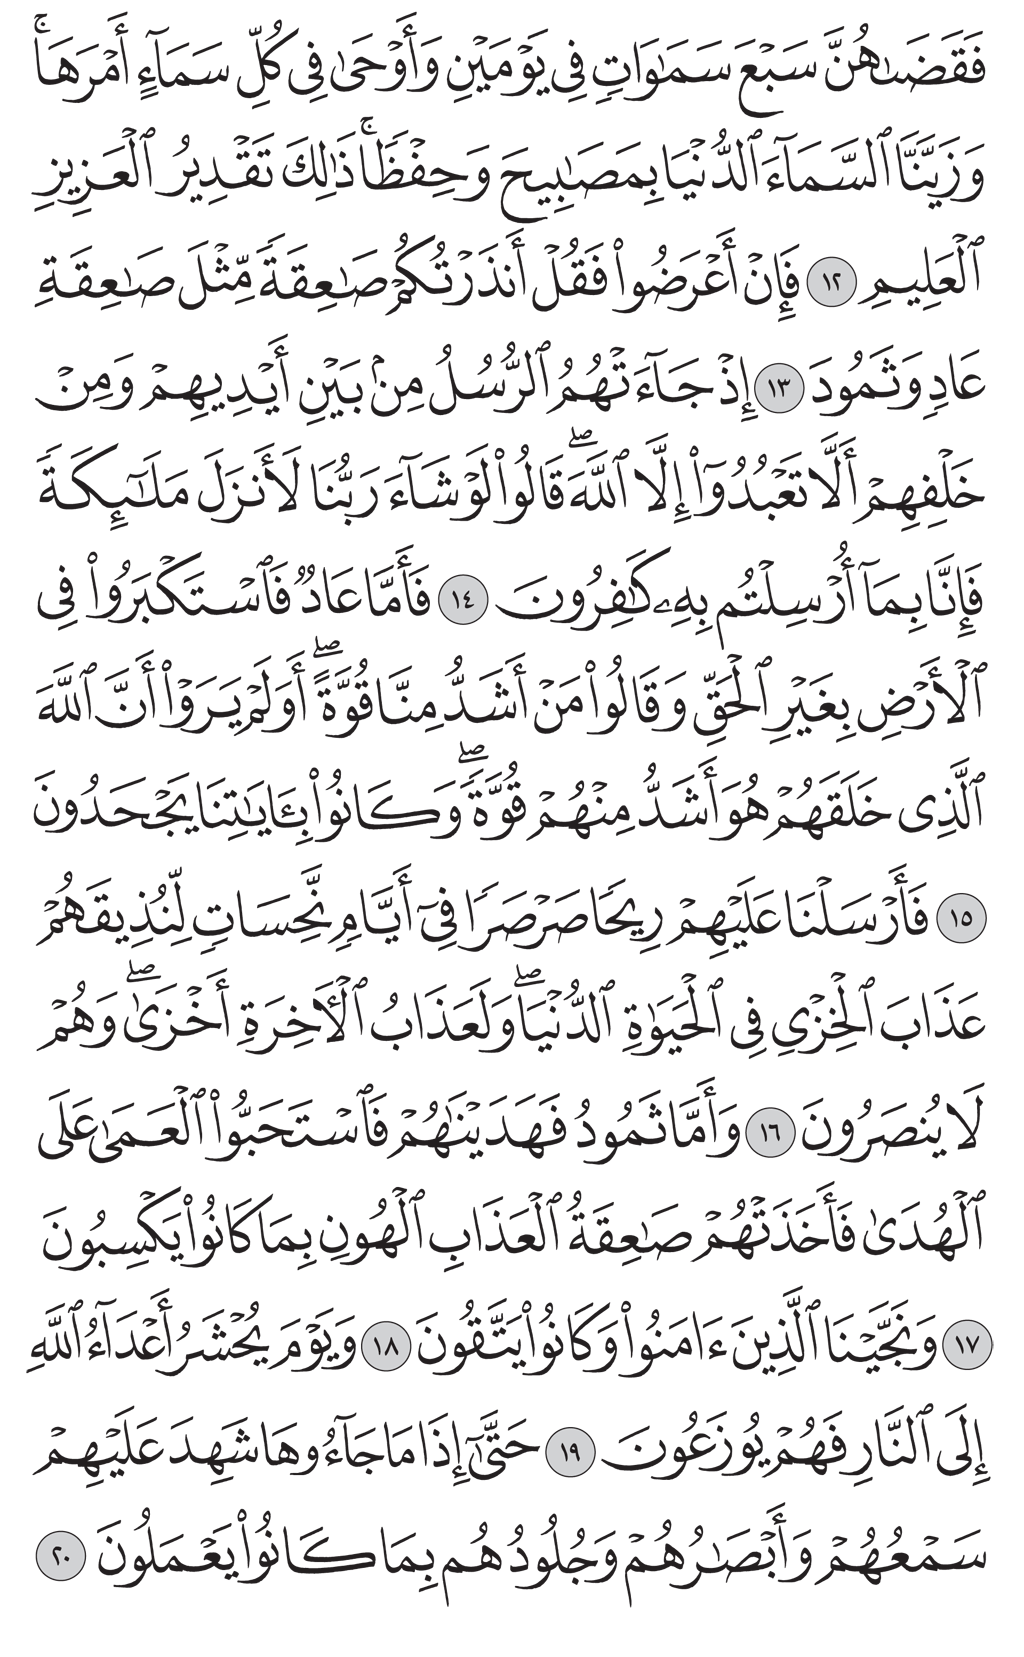 فَقَضَىٰهُنَّ سَبْعَ سَمَٰوَاتٍ فِي يَوْمَيْنِ وَأَوْحَىٰ فِي كُلِّ سَمَآءٍ أَمْرَهَاۚ
وَزَيَّنَّا ٱلسَّمَآءَ ٱلدُّنْيَا بِمَصَٰبِيحَ وَحِفْظٗاۚ ذَٰلِكَ تَقْدِيرُ ٱلْعَزِيزِ
ٱلْعَلِيمِ ١٢ فَإِنْ أَعْرَضُوا۟ فَقُلْ أَنذَرْتُكُمْ صَٰعِقَةٗ مِّثْلَ صَٰعِقَةِ
عَادٖ وَثَمُودَ ١٣ إِذْ جَآءَتْهُمُ ٱلرُّسُلُ مِنۢ بَيْنِ أَيْدِيهِمْ وَمِنْ
خَلْفِهِمْ أَلَّا تَعْبُدُوٓا۟ إِلَّا ٱللَّهَۖ قَالُوا۟ لَوْ شَآءَ رَبُّنَا لَأَنزَلَ مَلَٰٓئِكَةٗ
فَإِنَّا بِمَآ أُرْسِلْتُم بِهِۦ كَٰفِرُونَ ١٤ فَأَمَّا عَادٞ فَٱسْتَكْبَرُوا۟ فِي
ٱلْأَرْضِ بِغَيْرِ ٱلْحَقِّ وَقَالُوا۟ مَنْ أَشَدُّ مِنَّا قُوَّةًۖ أَوَلَمْ يَرَوْا۟ أَنَّ ٱللَّهَ
ٱلَّذِي خَلَقَهُمْ هُوَ أَشَدُّ مِنْهُمْ قُوَّةٗۖ وَكَانُوا۟ بِـَٔايَٰتِنَا يَجْحَدُونَ
١٥ فَأَرْسَلْنَا عَلَيْهِمْ رِيحٗا صَرْصَرٗا فِيٓ أَيَّامٖ نَّحِسَاتٖ لِّنُذِيقَهُمْ
عَذَابَ ٱلْخِزْيِ فِي ٱلْحَيَوٰةِ ٱلدُّنْيَاۖ وَلَعَذَابُ ٱلْأٓخِرَةِ أَخْزَىٰۖ وَهُمْ
لَا يُنصَرُونَ ١٦ وَأَمَّا ثَمُودُ فَهَدَيْنَٰهُمْ فَٱسْتَحَبُّوا۟ ٱلْعَمَىٰ عَلَى
ٱلْهُدَىٰ فَأَخَذَتْهُمْ صَٰعِقَةُ ٱلْعَذَابِ ٱلْهُونِ بِمَا كَانُوا۟ يَكْسِبُونَ
١٧ وَنَجَّيْنَا ٱلَّذِينَ ءَامَنُوا۟ وَكَانُوا۟ يَتَّقُونَ ١٨ وَيَوْمَ يُحْشَرُ أَعْدَآءُ ٱللَّهِ
إِلَى ٱلنَّارِ فَهُمْ يُوزَعُونَ ١٩ حَتَّىٰٓ إِذَا مَا جَآءُوهَا شَهِدَ عَلَيْهِمْ
سَمْعُهُمْ وَأَبْصَٰرُهُمْ وَجُلُودُهُم بِمَا كَانُوا۟ يَعْمَلُونَ ٢٠